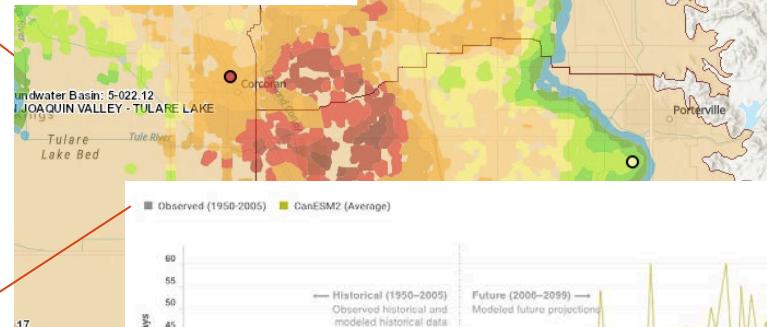 Corcoran
undwater Basin: 5-022.12
JOAQUIN VALLEY - TULARE LAKE
Porterville
Tulare
Lake Bed
Tule River
Observed (1950-2005) CanESM2 (Average)
60
55
50
45
← Historical (1950–2005)
Observed historical and
modeled historical data
Future (2006–2099) →
Modeled future projections
17